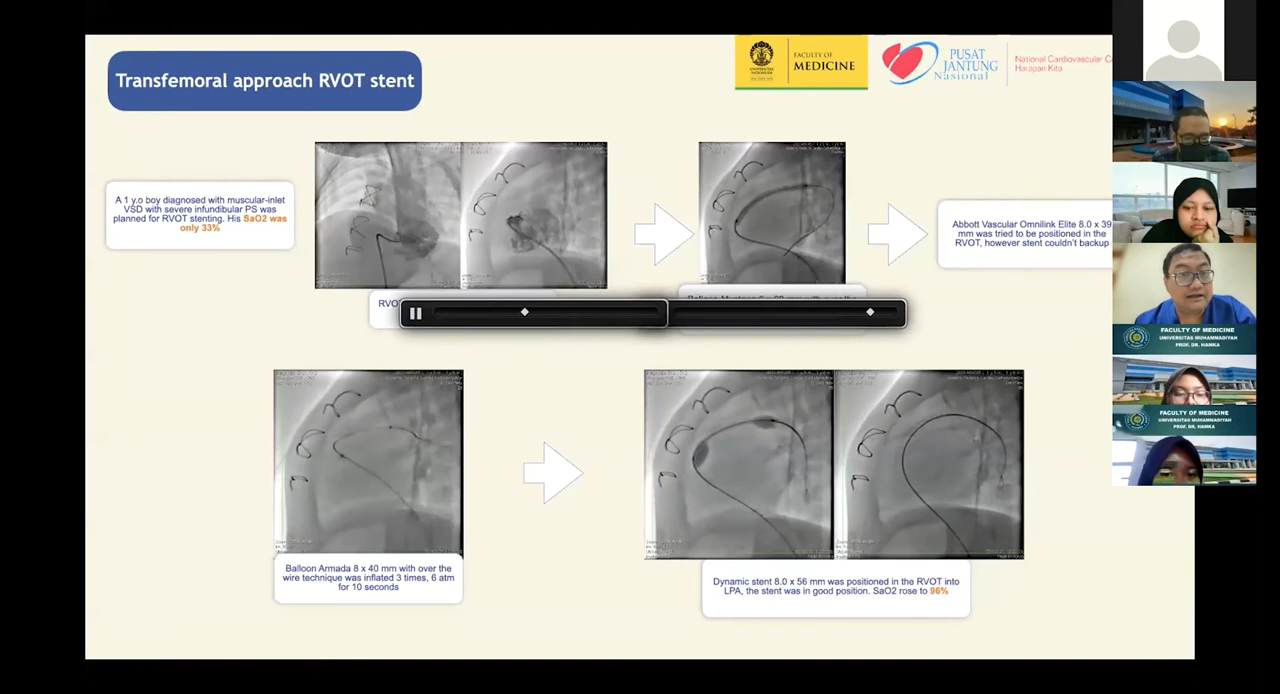 Transfemoral approach RVOT stent
UNIVERSITAS
INDONESIA
FACULTY OF
MEDICINE
PUSAT
JANTUNG
Nasional
National Cardiovascular C
Harapan Kita
A 1 y.o boy diagnosed with muscular-inlet
VSD with severe infundibular PS was
planned for RVOT stenting. His SaO2 was
only 33%
Abbott Vascular Omnilink Elite 8.0 x 39
mm was tried to be positioned in the
RVOT, however stent couldn't backup
RVO
Balloon Armada 8 x 40 mm with over the
wire technique was inflated 3 times, 6 atm
for 10 seconds
Dynamic stent 8.0 x 56 mm was positioned in the RVOT into
LPA, the stent was in good position. SaO2 rose to 96%
FACULTY OF MEDICINE
UNIVERSITAS MUHAMMADIYAH
PROF. DR. HAMKA
FACULTY OF MEDICINE
UNIVERSITAS MUHAMMADIYAH
PROF. DR. HAMKA